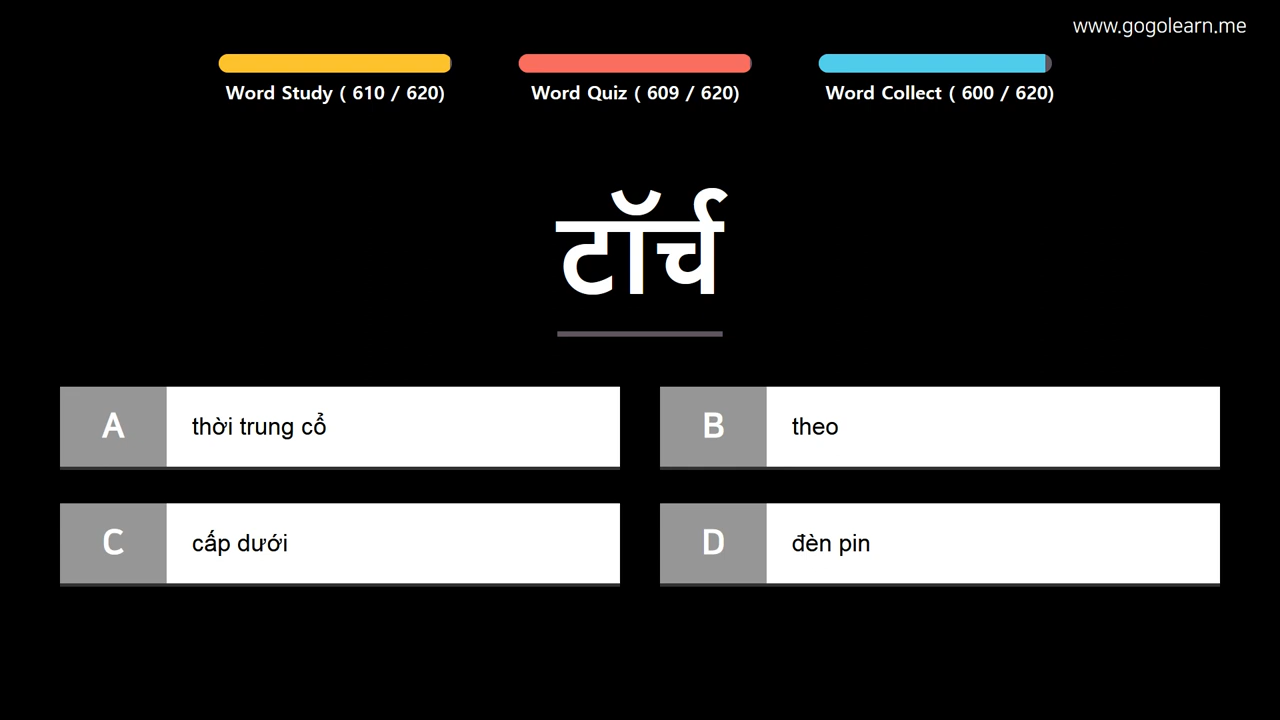 www.gogolearn.me
Word Study ( 610 / 620)
Word Quiz ( 609 / 620)
Word Collect ( 600 / 620)
टॉर्च
A thời trung cổ
B theo
C cấp dưới
D đèn pin